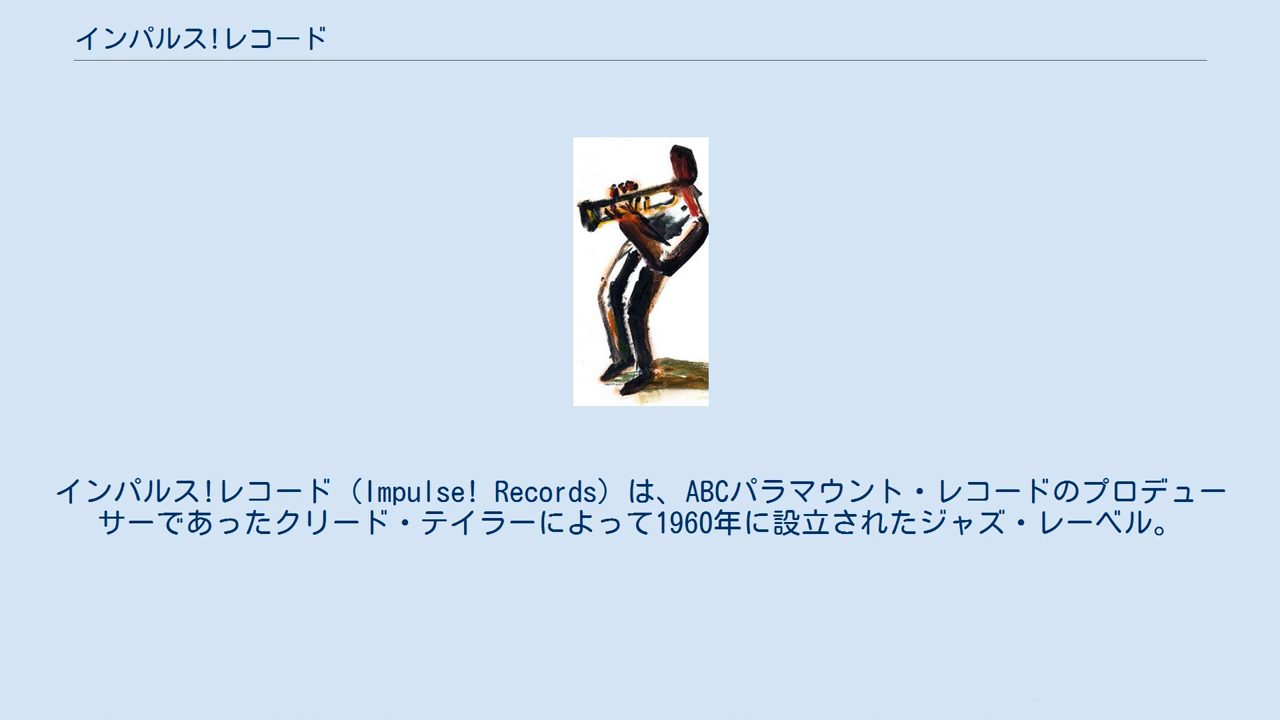 インパルス!レコード
インパルス!レコード（Impulse! Records）は、ABCパラマウント・レコードのプロデュー
サーであったクリード・テイラーによって1960年に設立されたジャズ・レーベル。